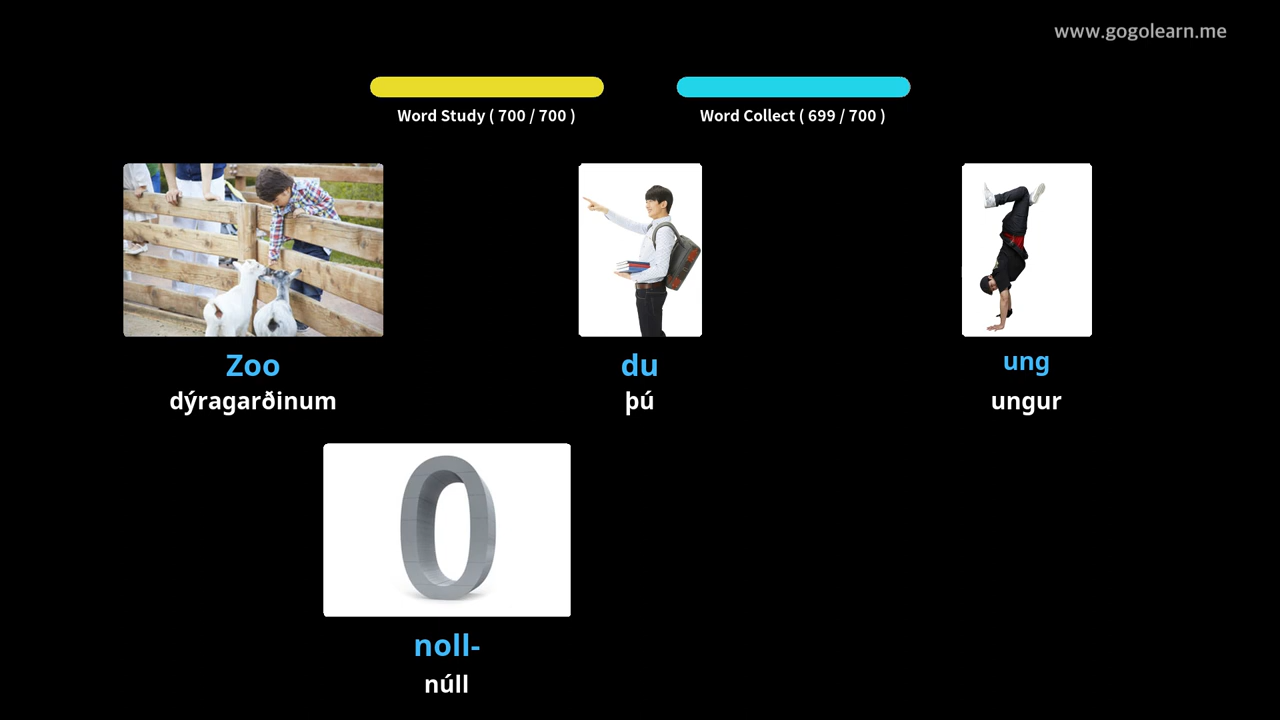 www.gogolearn.me
Word Study ( 700 / 700 )
Word Collect ( 699 / 700 )
Zoo
dýragarðinum
du
þú
ung
ungur
noll-
núll